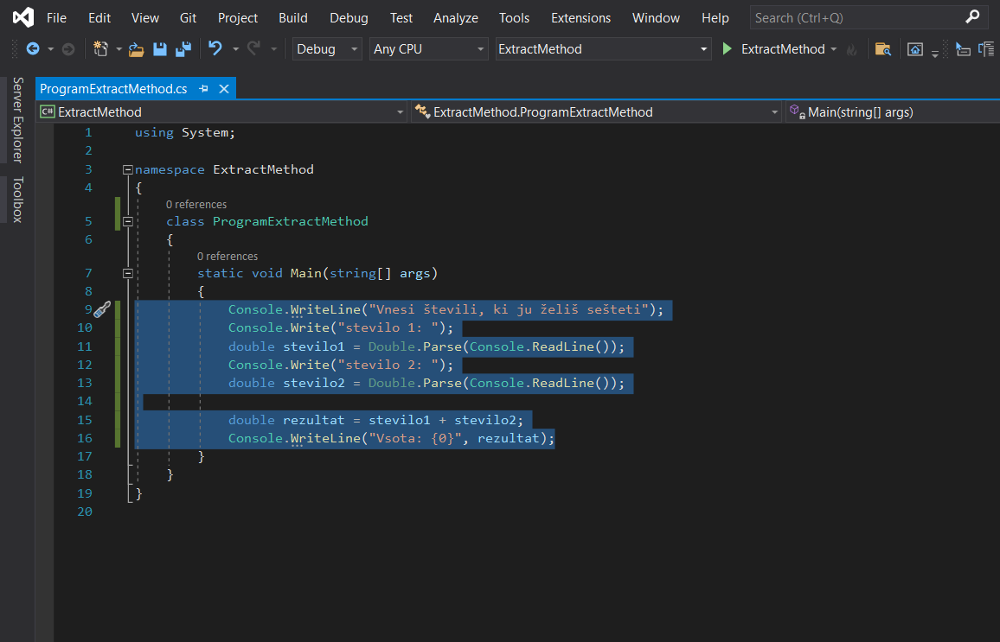 File Edit View Git Project Build Debug Test Analyze Tools Extensions Window Help Search (Ctrl+Q)
Debug Any CPU ExtractMethod ExtractMethod
Server Explorer
Toolbox
ProgramExtractMethod.cs
C# ExtractMethod ExtractMethod.ProgramExtractMethod Main(string[] args)
1 using System;
2
3 namespace ExtractMethod
4 {
0 references
5 class ProgramExtractMethod
6 {
0 references
7 static void Main(string[] args)
8 {
9 Console.WriteLine("Vnesi števili, ki ju želiš sešteti");
10 Console.Write("stevilo 1: ");
11 double stevilo1 = Double.Parse(Console.ReadLine());
12 Console.Write("stevilo 2: ");
13 double stevilo2 = Double.Parse(Console.ReadLine());
14
15 double rezultat = stevilo1 + stevilo2;
16 Console.WriteLine("Vsota: {0}", rezultat);
17 }
18 }
19 }
20